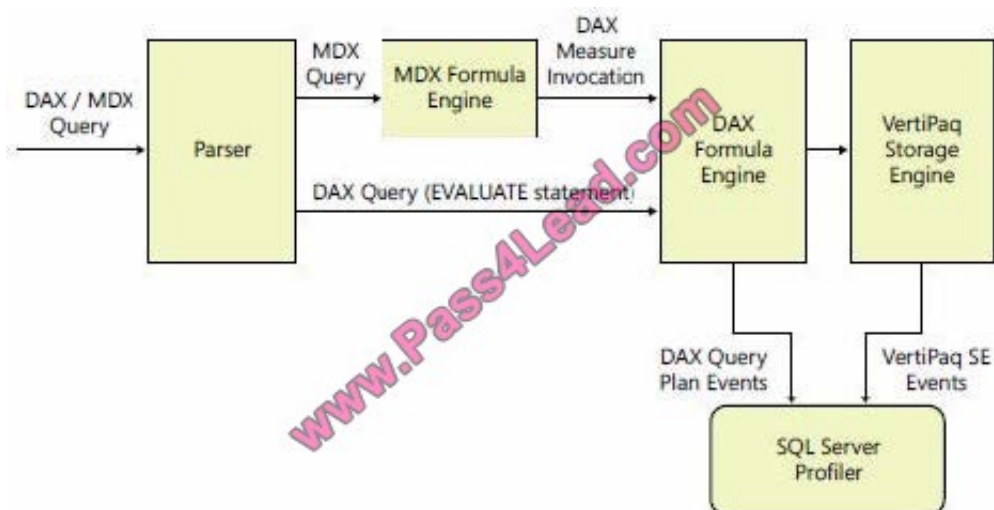 DAX / MDX
Query
Parser
MDX
Query
MDX Formula
Engine
DAX
Measure
Invocation
DAX Query (EVALUATE statement)
DAX
Formula
Engine
VertiPaq
Storage
Engine
DAX Query
Plan Events
VertiPaq SE
Events
SQL Server
Profiler
www.Pass4Lead.com